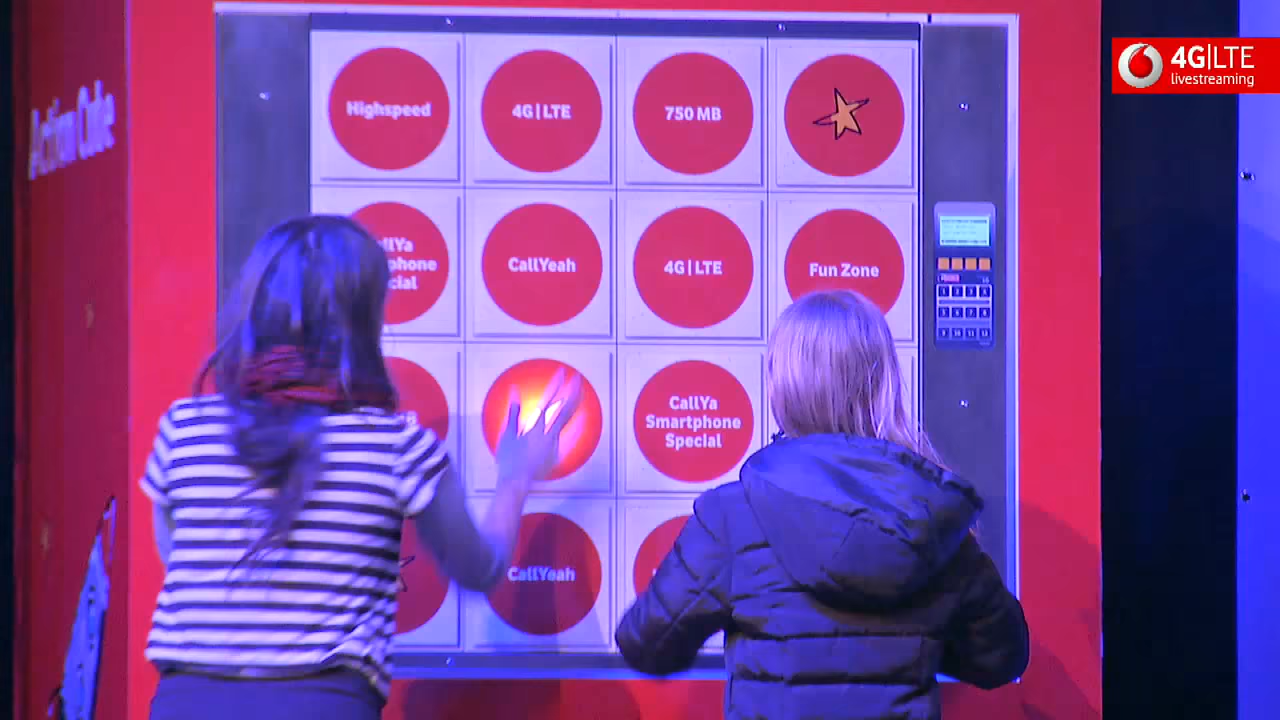 4G|LTE
livestreaming
Action Cube
Highspeed
4G|LTE
750 MB
CallYeah
4G|LTE
Fun Zone
CallYa
Smartphone
Special
CallYeah